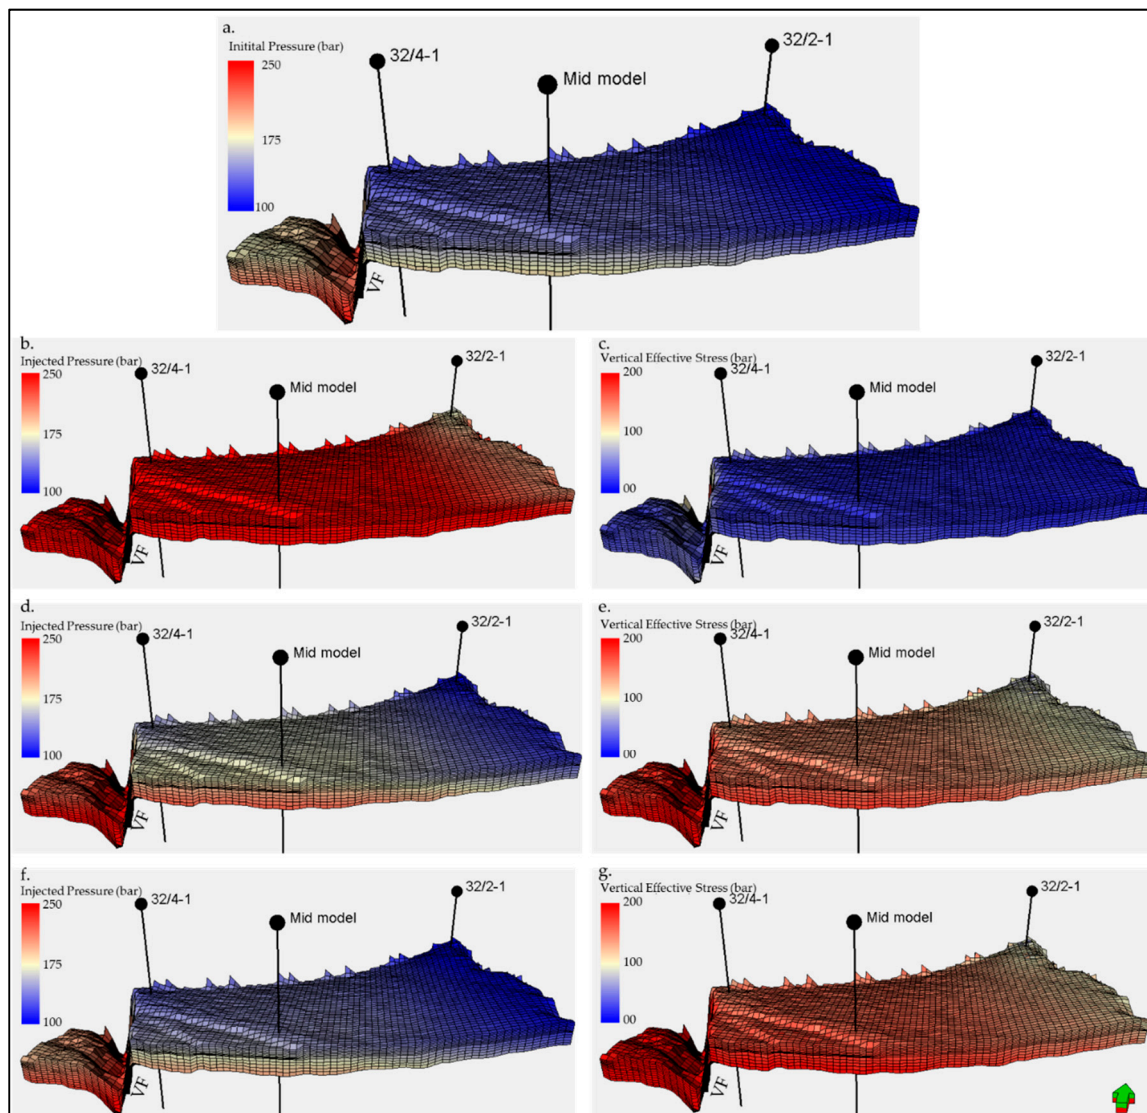 a.
Initital Pressure (bar)
250
175
100
32/4-1
Mid model
32/2-1
VF
b.
Injected Pressure (bar)
250
175
100
32/4-1
Mid model
32/2-1
VF
c.
Vertical Effective Stress (bar)
200
100
00
32/4-1
Mid model
32/2-1
VF
d.
Injected Pressure (bar)
250
175
100
32/4-1
Mid model
32/2-1
VF
e.
Vertical Effective Stress (bar)
200
100
00
32/4-1
Mid model
32/2-1
VF
f.
Injected Pressure (bar)
250
175
100
32/4-1
Mid model
32/2-1
VF
g.
Vertical Effective Stress (bar)
200
100
00
32/4-1
Mid model
32/2-1
VF